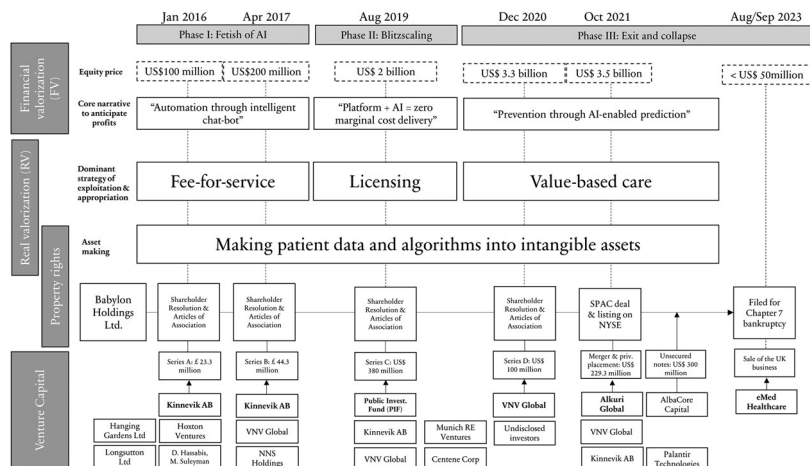 Jan 2016
Apr 2017
Aug 2019
Dec 2020
Oct 2021
Aug/Sep 2023
Phase I: Fetish of AI
Phase II: Blitzscaling
Phase III: Exit and collapse
Financial
valorization
(FV)
Equity price
US$100 million
US$200 million
US$ 2 billion
US$ 3.3 billion
US$ 3.5 billion
< US$ 50million
Core narrative
to anticipate
profits
“Automation through intelligent
chat-bot”
“Platform + AI = zero
marginal cost delivery”
“Prevention through AI-enabled prediction”
Real valorization (RV)
Dominant
strategy of
exploitation &
appropriation
Fee-for-service
Licensing
Value-based care
Asset
making
Making patient data and algorithms into intangible assets
Property rights
Babylon
Holdings
Ltd.
Shareholder
Resolution &
Articles of
Association
Shareholder
Resolution &
Articles of
Association
Shareholder
Resolution &
Articles of
Association
Shareholder
Resolution &
Articles of
Association
SPAC deal
& listing on
NYSE
Filed for
Chapter 7
bankuptcy
Venture Capital
Series A: £ 23.3
million
Series B: £ 44.3
million
Series C: US$
380 million
Series D: US$
100 million
Merger & priv.
placement: US$
229.3 million
Unsecured
notes: US$ 300
million
Sale of the UK
business
Kinnevik AB
Kinnevik AB
Public Invest.
Fund (PIF)
VNV Global
Alkuri
Global
AlbaCore
Capital
eMed
Healthcare
Hanging
Gardens Ltd
Hoxton
Ventures
VNV Global
Kinnevik AB
Munich RE
Ventures
Undisclosed
investors
VNV Global
Longsutton
Ltd
D. Hassabis,
M. Suleyman
NNS
Holdings
VNV Global
Centene Corp
Kinnevik AB
Palantir
Technologies